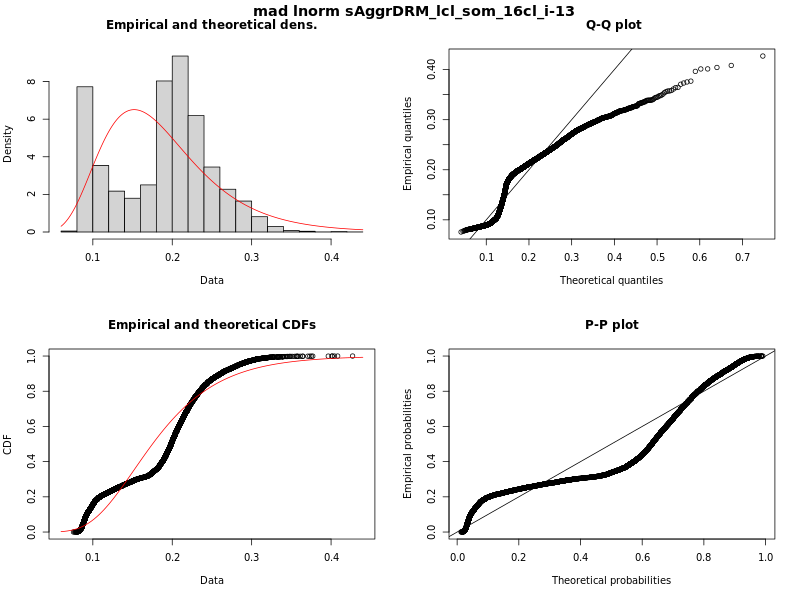 mad lnorm sAggrDRM_lcl_som_16cl_i-13
Empirical and theoretical dens.
Density
0 2 4 6 8
0.1 0.2 0.3 0.4
Data
Q-Q plot
Empirical quantiles
0.10 0.20 0.30 0.40
0.1 0.2 0.3 0.4 0.5 0.6 0.7
Theoretical quantiles
Empirical and theoretical CDFs
CDF
0.0 0.2 0.4 0.6 0.8 1.0
0.1 0.2 0.3 0.4
Data
P-P plot
Empirical probabilities
0.0 0.2 0.4 0.6 0.8 1.0
0.0 0.2 0.4 0.6 0.8 1.0
Theoretical probabilities